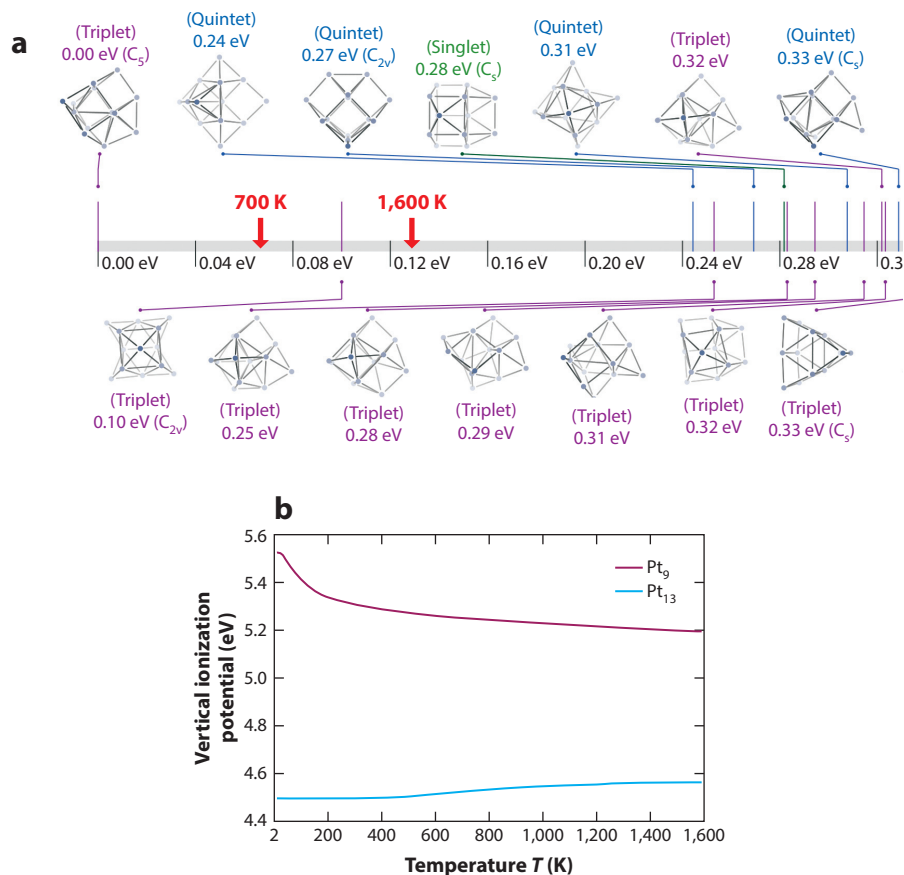 a
(Triplet)
0.00 eV (C5)
(Quintet)
0.24 eV
(Quintet)
0.27 eV (C2v)
(Singlet)
0.28 eV (Cs)
(Quintet)
0.31 eV
(Triplet)
0.32 eV
(Quintet)
0.33 eV (Cs)
700 K
1,600 K
0.00 eV
0.04 eV
0.08 eV
0.12 eV
0.16 eV
0.20 eV
0.24 eV
0.28 eV
0.3
(Triplet)
0.10 eV (C2v)
(Triplet)
0.25 eV
(Triplet)
0.28 eV
(Triplet)
0.29 eV
(Triplet)
0.31 eV
(Triplet)
0.32 eV
(Triplet)
0.33 eV (Cs)
b
Vertical ionization
potential (eV)
5.6
5.4
5.2
5.0
4.8
4.6
4.4
Pt9
Pt13
2
200
400
600
800
1,000
1,200
1,400
1,600
Temperature T (K)